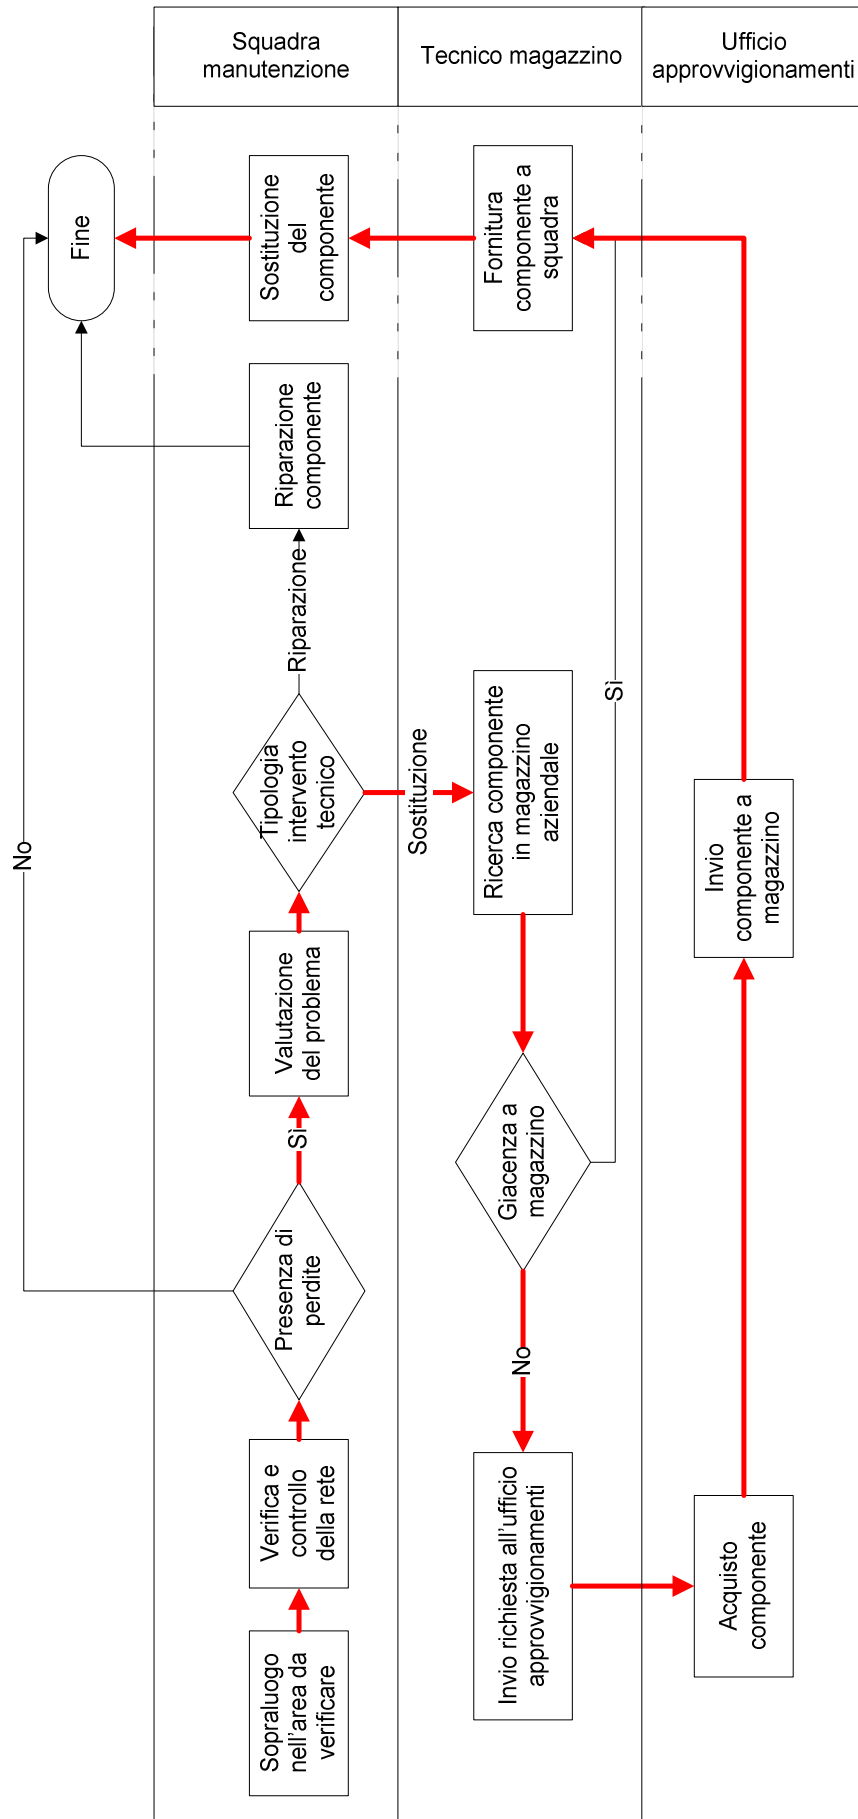 Squadra
manutenzione
Tecnico magazzino
Ufficio
approvvigionamenti
Fine
Sostituzione
del
componente
Fornitura
componente a
squadra
Riparazione
componente
Riparazione
Tipologia
intervento
tecnico
Sostituzione
Ricerca componente
in magazzino
aziendale
Sì
Invio
componente a
magazzino
No
Valutazione
del problema
Sì
Giacenza a
magazzino
Presenza di
perdite
No
Verifica e
controllo
della rete
Invio richiesta all'ufficio
approvvigionamenti
Acquisto
componente
Sopraluogo
nell'area da
verificare